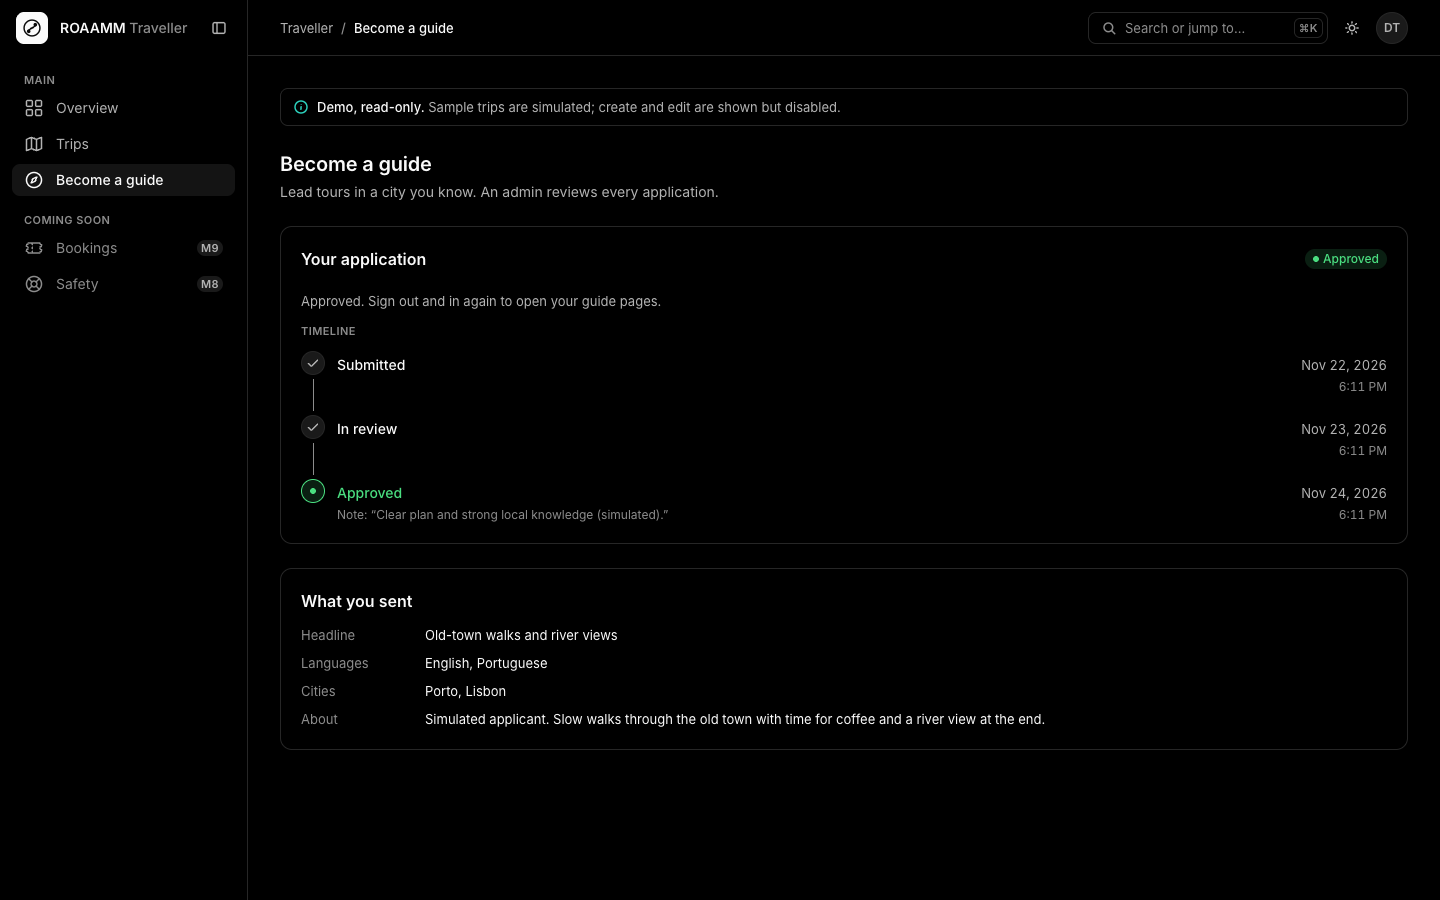 ROAAMM Traveller
Traveller / Become a guide
Search or jump to...
⌘K
DT
MAIN
Overview
Trips
Become a guide
COMING SOON
Bookings M9
Safety M8
Demo, read-only. Sample trips are simulated; create and edit are shown but disabled.
Become a guide
Lead tours in a city you know. An admin reviews every application.
Your application
Approved
Approved. Sign out and in again to open your guide pages.
TIMELINE
Submitted Nov 22, 2026
6:11 PM
In review Nov 23, 2026
6:11 PM
Approved Nov 24, 2026
Note: “Clear plan and strong local knowledge (simulated).” 6:11 PM
What you sent
Headline Old-town walks and river views
Languages English, Portuguese
Cities Porto, Lisbon
About Simulated applicant. Slow walks through the old town with time for coffee and a river view at the end.